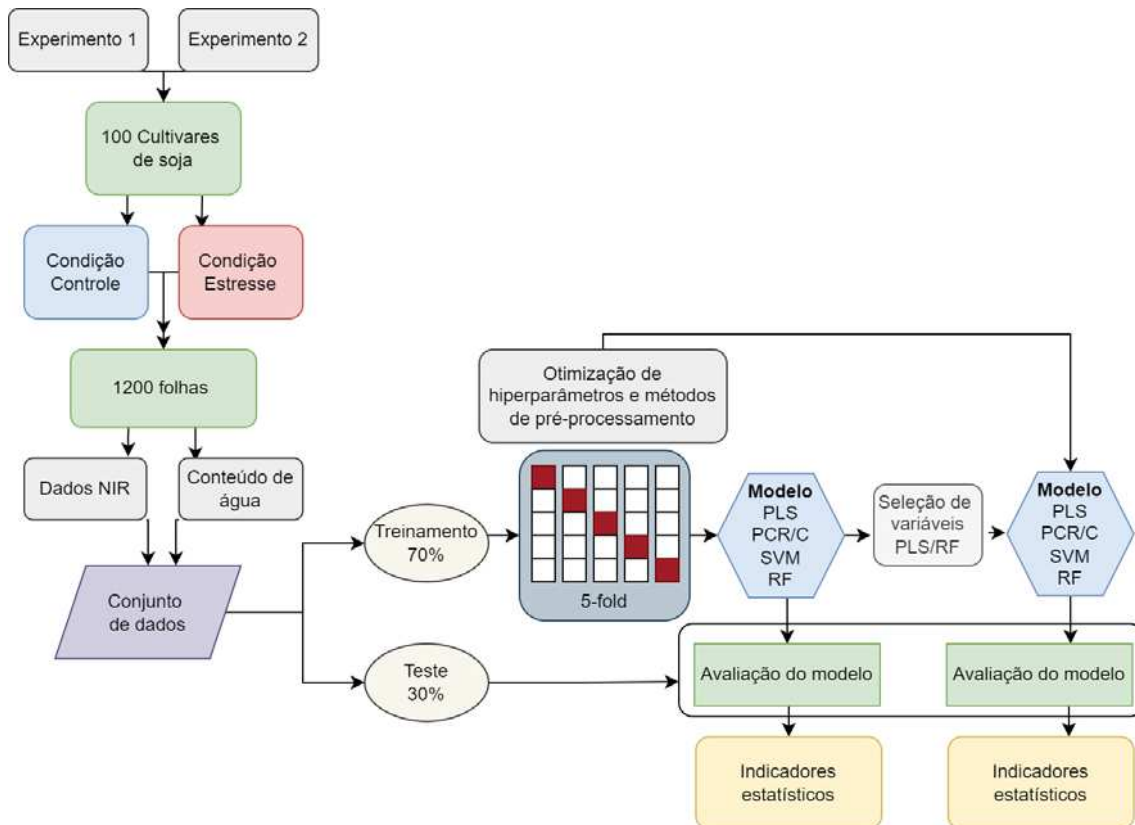 Experimento 1
Experimento 2
100 Cultivares
de soja
Condição
Controle
Condição
Estresse
1200 folhas
Dados NIR
Conteúdo de
água
Conjunto
de dados
Treinamento
70%
Teste
30%
Otimização de
hiperparâmetros e métodos
de pré-processamento
5-fold
Modelo
PLS
PCR/C
SVM
RF
Seleção de
variáveis
PLS/RF
Modelo
PLS
PCR/C
SVM
RF
Avaliação do modelo
Avaliação do modelo
Indicadores
estatísticos
Indicadores
estatísticos